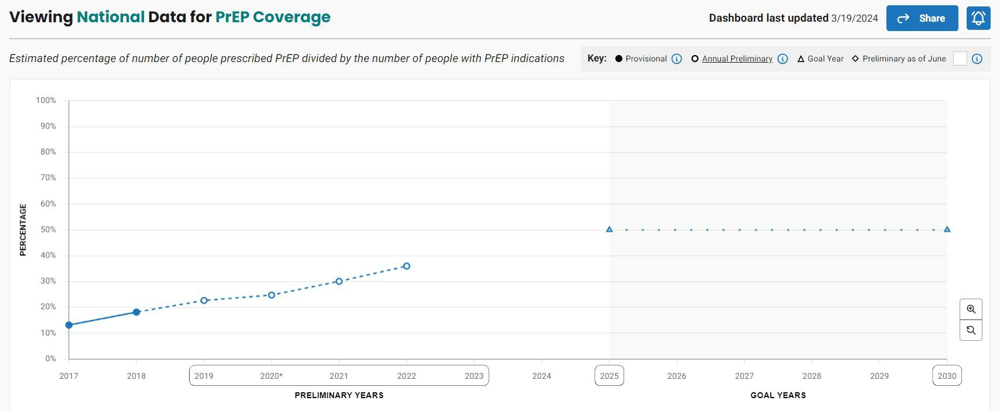 Viewing National Data for PrEP Coverage
Dashboard last updated 3/19/2024
Share
Estimated percentage of number of people prescribed PrEP divided by the number of people with PrEP indications
Key: Provisional i Annual Preliminary i Goal Year Preliminary as of June i
100%
90%
80%
70%
60%
50%
40%
30%
20%
10%
0%
PERCENTAGE
2017 2018 2019 2020* 2021 2022 2023 2024 2025 2026 2027 2028 2029 2030
PRELIMINARY YEARS GOAL YEARS